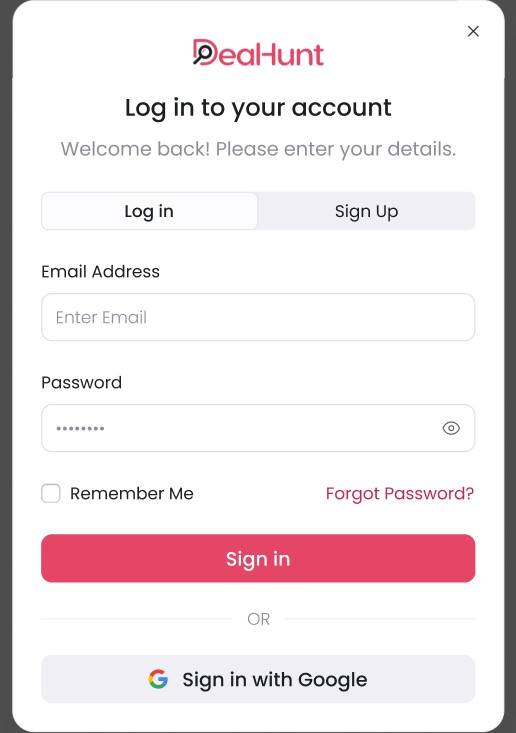 DealHunt
Log in to your account
Welcome back! Please enter your details.
Log in
Sign Up
Email Address
Enter Email
Password
••••••••
Remember Me
Forgot Password?
Sign in
OR
Sign in with Google